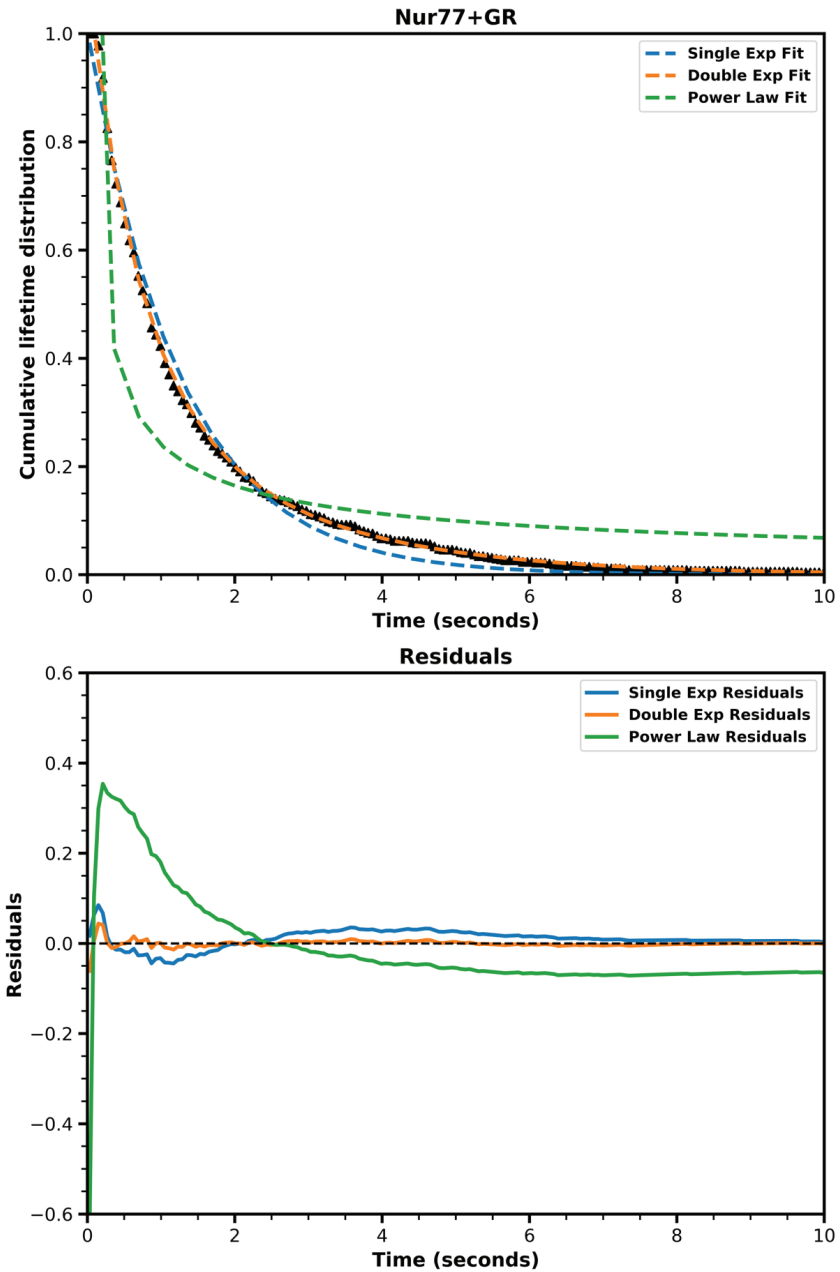 Nur77+GR
Single Exp Fit
Double Exp Fit
Power Law Fit
Cumulative lifetime distribution
1.0
0.8
0.6
0.4
0.2
0.0
0 2 4 6 8 10
Time (seconds)
Residuals
Single Exp Residuals
Double Exp Residuals
Power Law Residuals
Residuals
0.6
0.4
0.2
0.0
−0.2
−0.4
−0.6
0 2 4 6 8 10
Time (seconds)